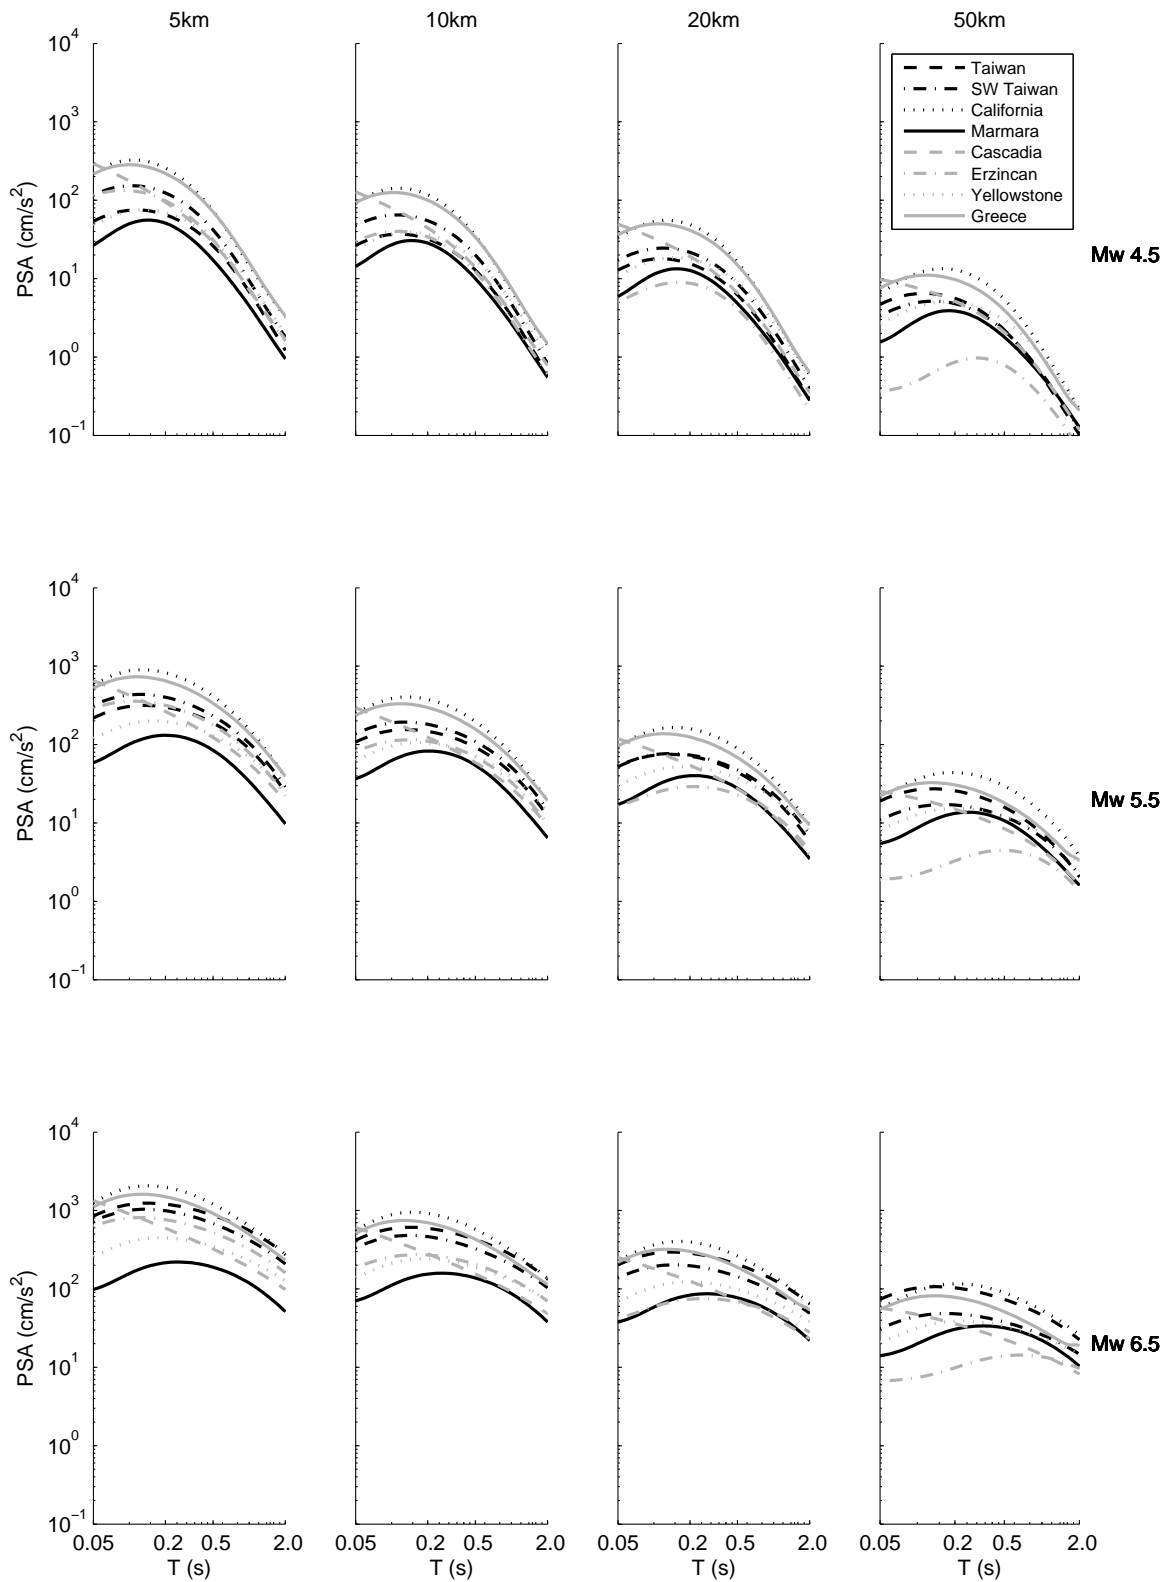 5km 10km 20km 50km
10^4
10^3
10^2
10^1
10^0
10^-1
PSA (cm/s^2)
Taiwan
SW Taiwan
California
Marmara
Cascadia
Erzincan
Yellowstone
Greece
Mw 4.5
10^4
10^3
10^2
10^1
10^0
10^-1
PSA (cm/s^2)
Mw 5.5
10^4
10^3
10^2
10^1
10^0
10^-1
PSA (cm/s^2)
Mw 6.5
0.05 0.2 0.5 2.0 0.05 0.2 0.5 2.0 0.05 0.2 0.5 2.0 0.05 0.2 0.5 2.0
T (s) T (s) T (s) T (s)